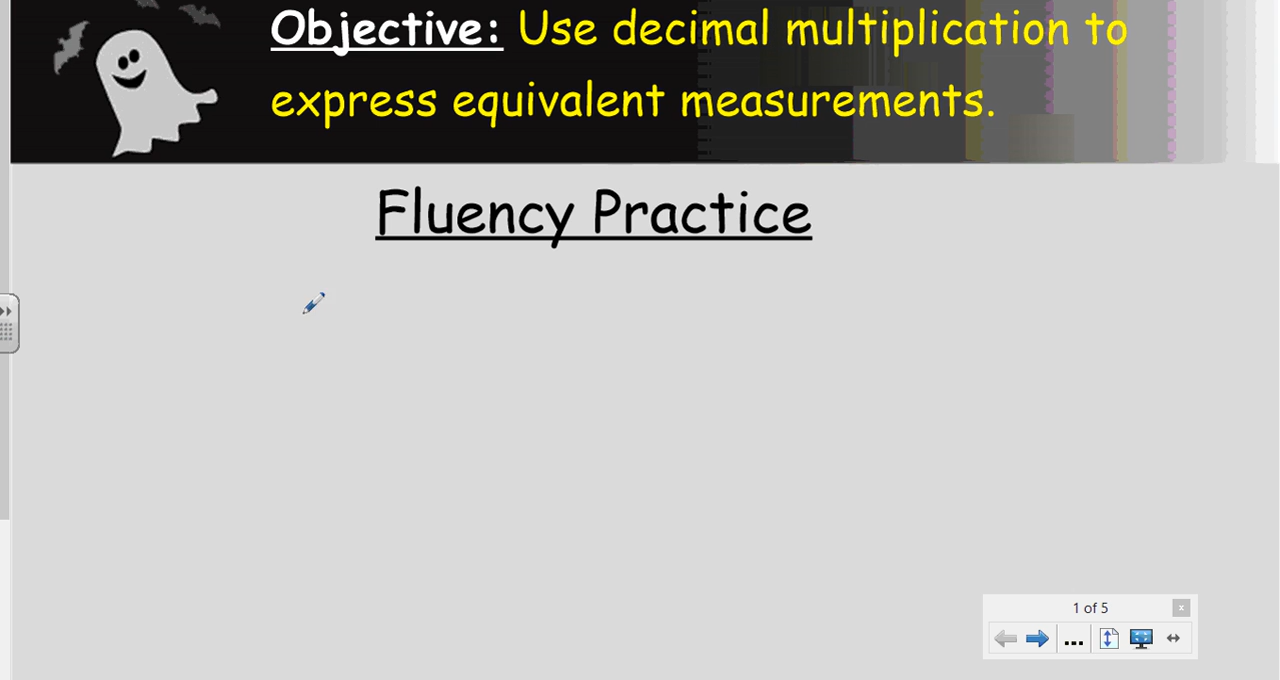 Objective: Use decimal multiplication to
express equivalent measurements.
Fluency Practice
1 of 5